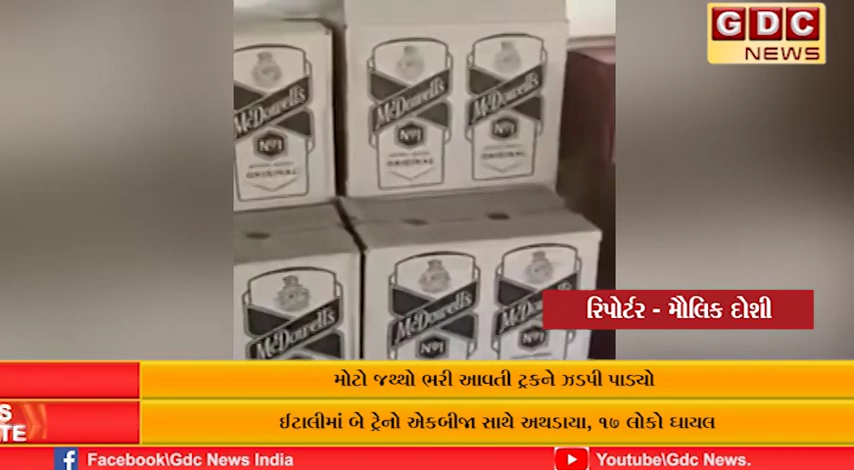 GDC
NEWS
McDowell's
No1
ORIGINAL
McDowell's
No1
ORIGINAL
McDowell's
No1
ORIGINAL
McDowell's
No1
McDowell's
No1
McDowell's
No1
રિપોર્ટર - મૌલિક દોશી
મોટો જથ્થો ભરી આવતી ટ્રકને ઝડપી પાડ્યો
ઈટાલીમાં બે ટ્રેનો એકબીજા સાથે અથડાયા, ૧૭ લોકો ઘાયલ
Facebook\Gdc News India
Youtube\Gdc News.